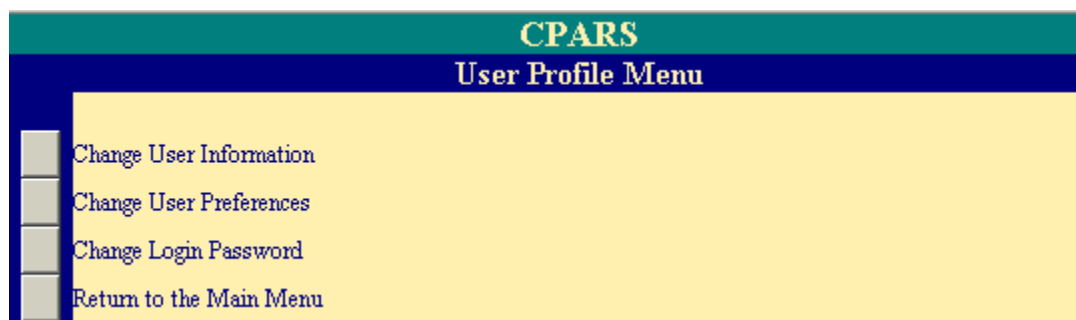 CPARS
User Profile Menu
Change User Information
Change User Preferences
Change Login Password
Return to the Main Menu